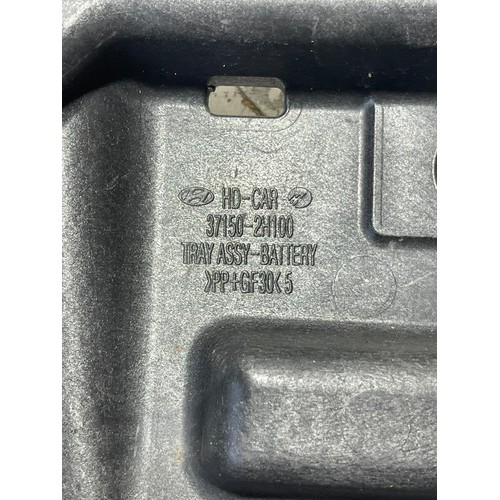 HD-CAR
37150-2H100
TRAY ASSY-BATTERY
>PP+GF30<5